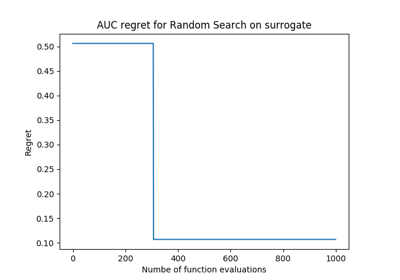 AUC regret for Random Search on surrogate
0.50
0.45
0.40
0.35
0.30
0.25
0.20
0.15
0.10
Regret
0 200 400 600 800 1000
Numbe of function evaluations